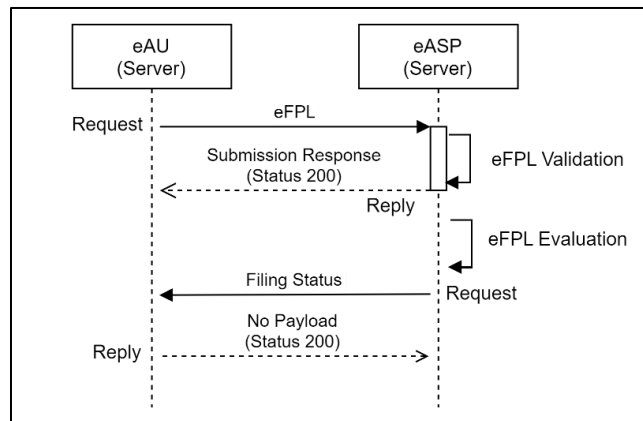 eAU
(Server)
eASP
(Server)
eFPL
Request
Submission Response
(Status 200)
eFPL Validation
Reply
eFPL Evaluation
Filing Status
Request
No Payload
(Status 200)
Reply